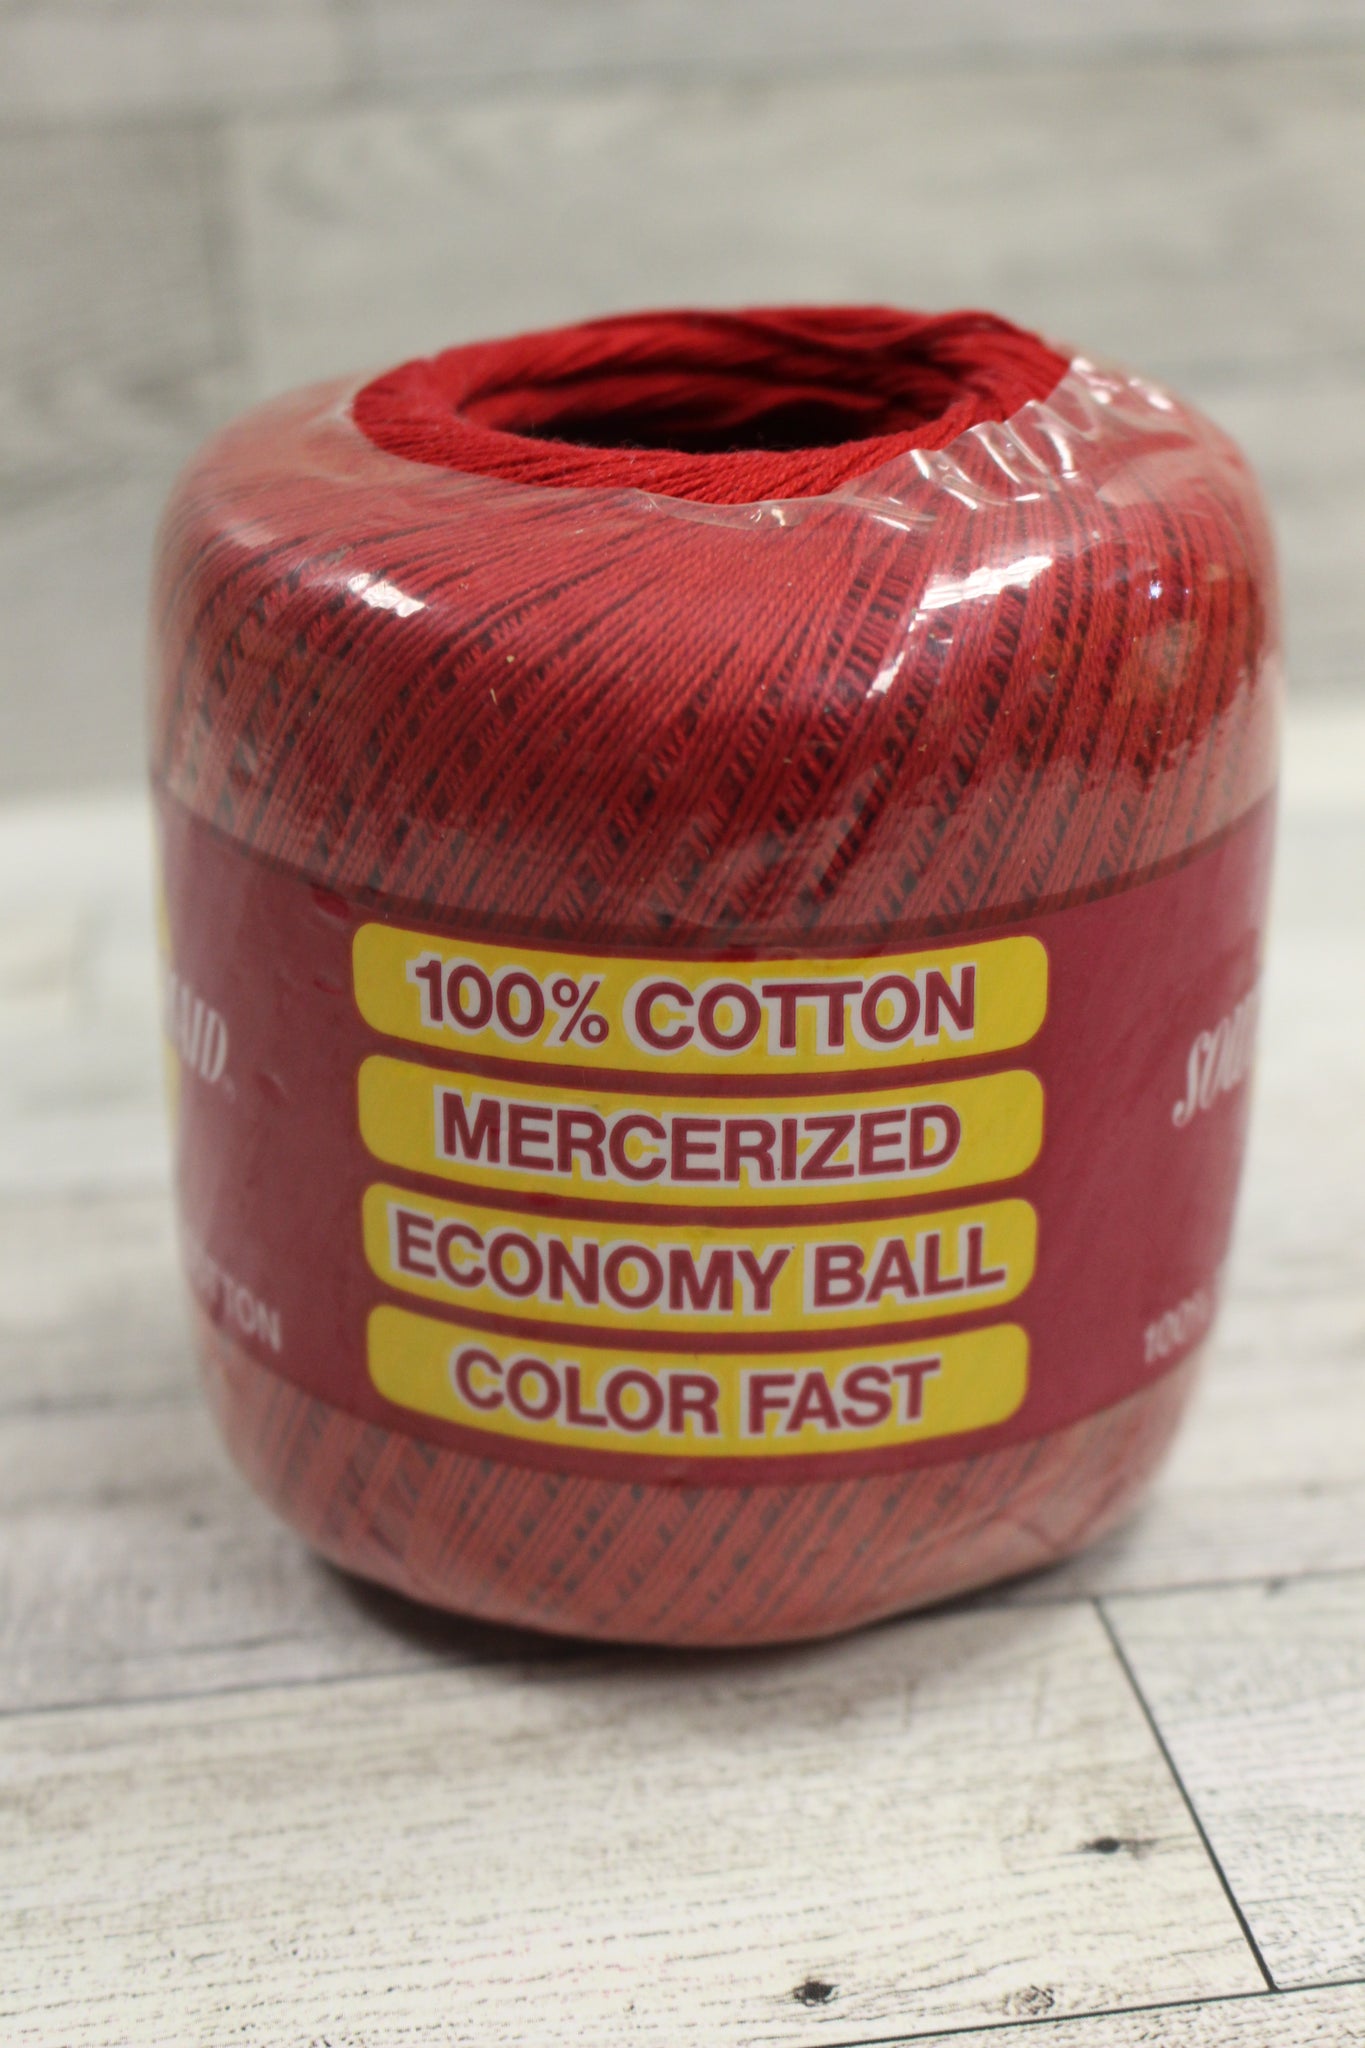 100% COTTON
MERCERIZED
ECONOMY BALL
COLOR FAST